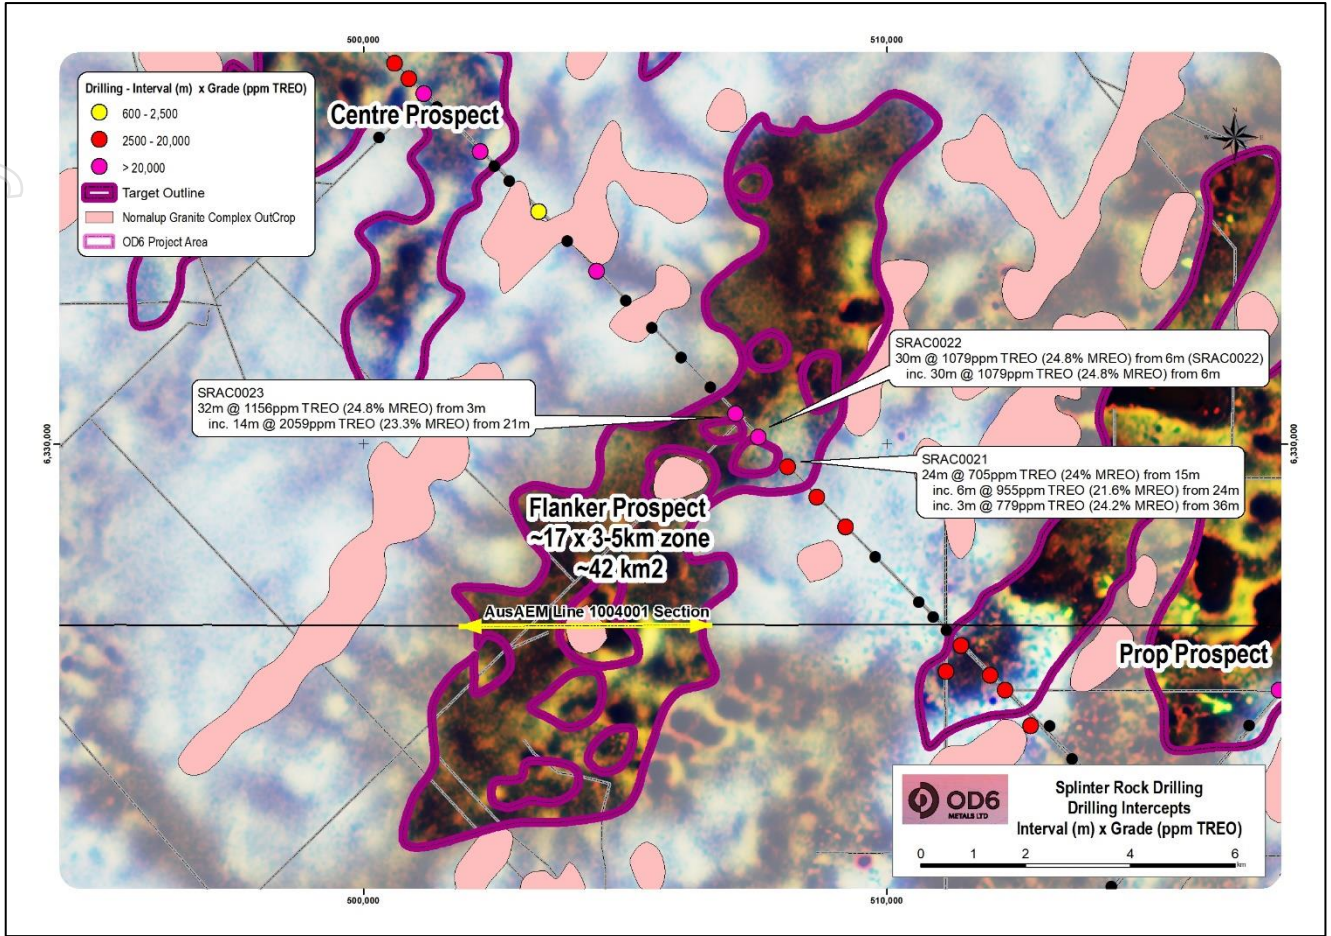 500,000
510,000
Drilling - Interval (m) x Grade (ppm TREO)
600 - 2,500
2500 - 20,000
> 20,000
Target Outline
Nornalup Granite Complex OutCrop
OD6 Project Area
Centre Prospect
N
W
E
S
SRAC0022
30m @ 1079ppm TREO (24.8% MREO) from 6m (SRAC0022)
inc. 30m @ 1079ppm TREO (24.8% MREO) from 6m
SRAC0023
32m @ 1156ppm TREO (24.8% MREO) from 3m
inc. 14m @ 2059ppm TREO (23.3% MREO) from 21m
6,330,000
6,330,000
SRAC0021
24m @ 705ppm TREO (24% MREO) from 15m
inc. 6m @ 955ppm TREO (21.6% MREO) from 24m
inc. 3m @ 779ppm TREO (24.2% MREO) from 36m
Flanker Prospect
~17 x 3-5km zone
~42 km2
AusAEM Line 1004001 Section
Prop Prospect
OD6
METALS LTD
Splinter Rock Drilling
Drilling Intercepts
Interval (m) x Grade (ppm TREO)
0 1 2 4 6
km
500,000
510,000